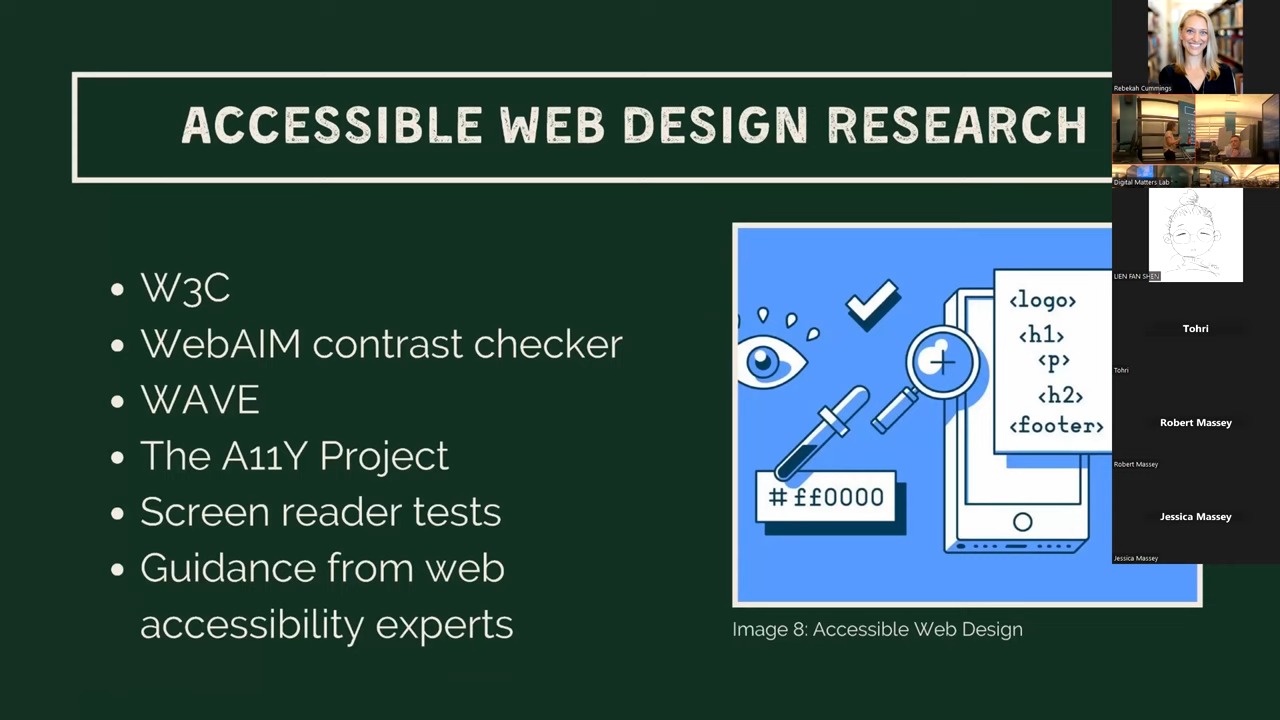 ACCESSIBLE WEB DESIGN RESEARCH
W3C
WebAIM contrast checker
WAVE
The A11Y Project
Screen reader tests
Guidance from web
accessibility experts
<logo>
<h1>
<p>
<h2>
<footer>
#ff0000
Image 8: Accessible Web Design
Rebekah Cummings
Digital Matters Lab
LIEN FAN SHEN
Tohri
Tohri
Robert Massey
Robert Massey
Jessica Massey
Jessica Massey